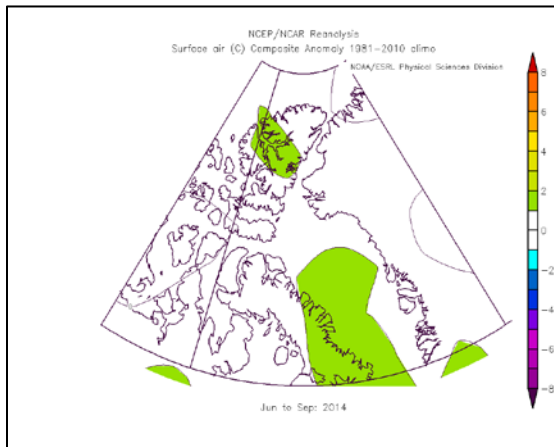 NCEP/NCAR Reanalysis
Surface air (C) Composite Anomaly 1981-2010 climo
NOAA/ESRL Physical Sciences Division
8
6
4
2
0
-2
-4
-6
-8
Jun to Sep: 2014